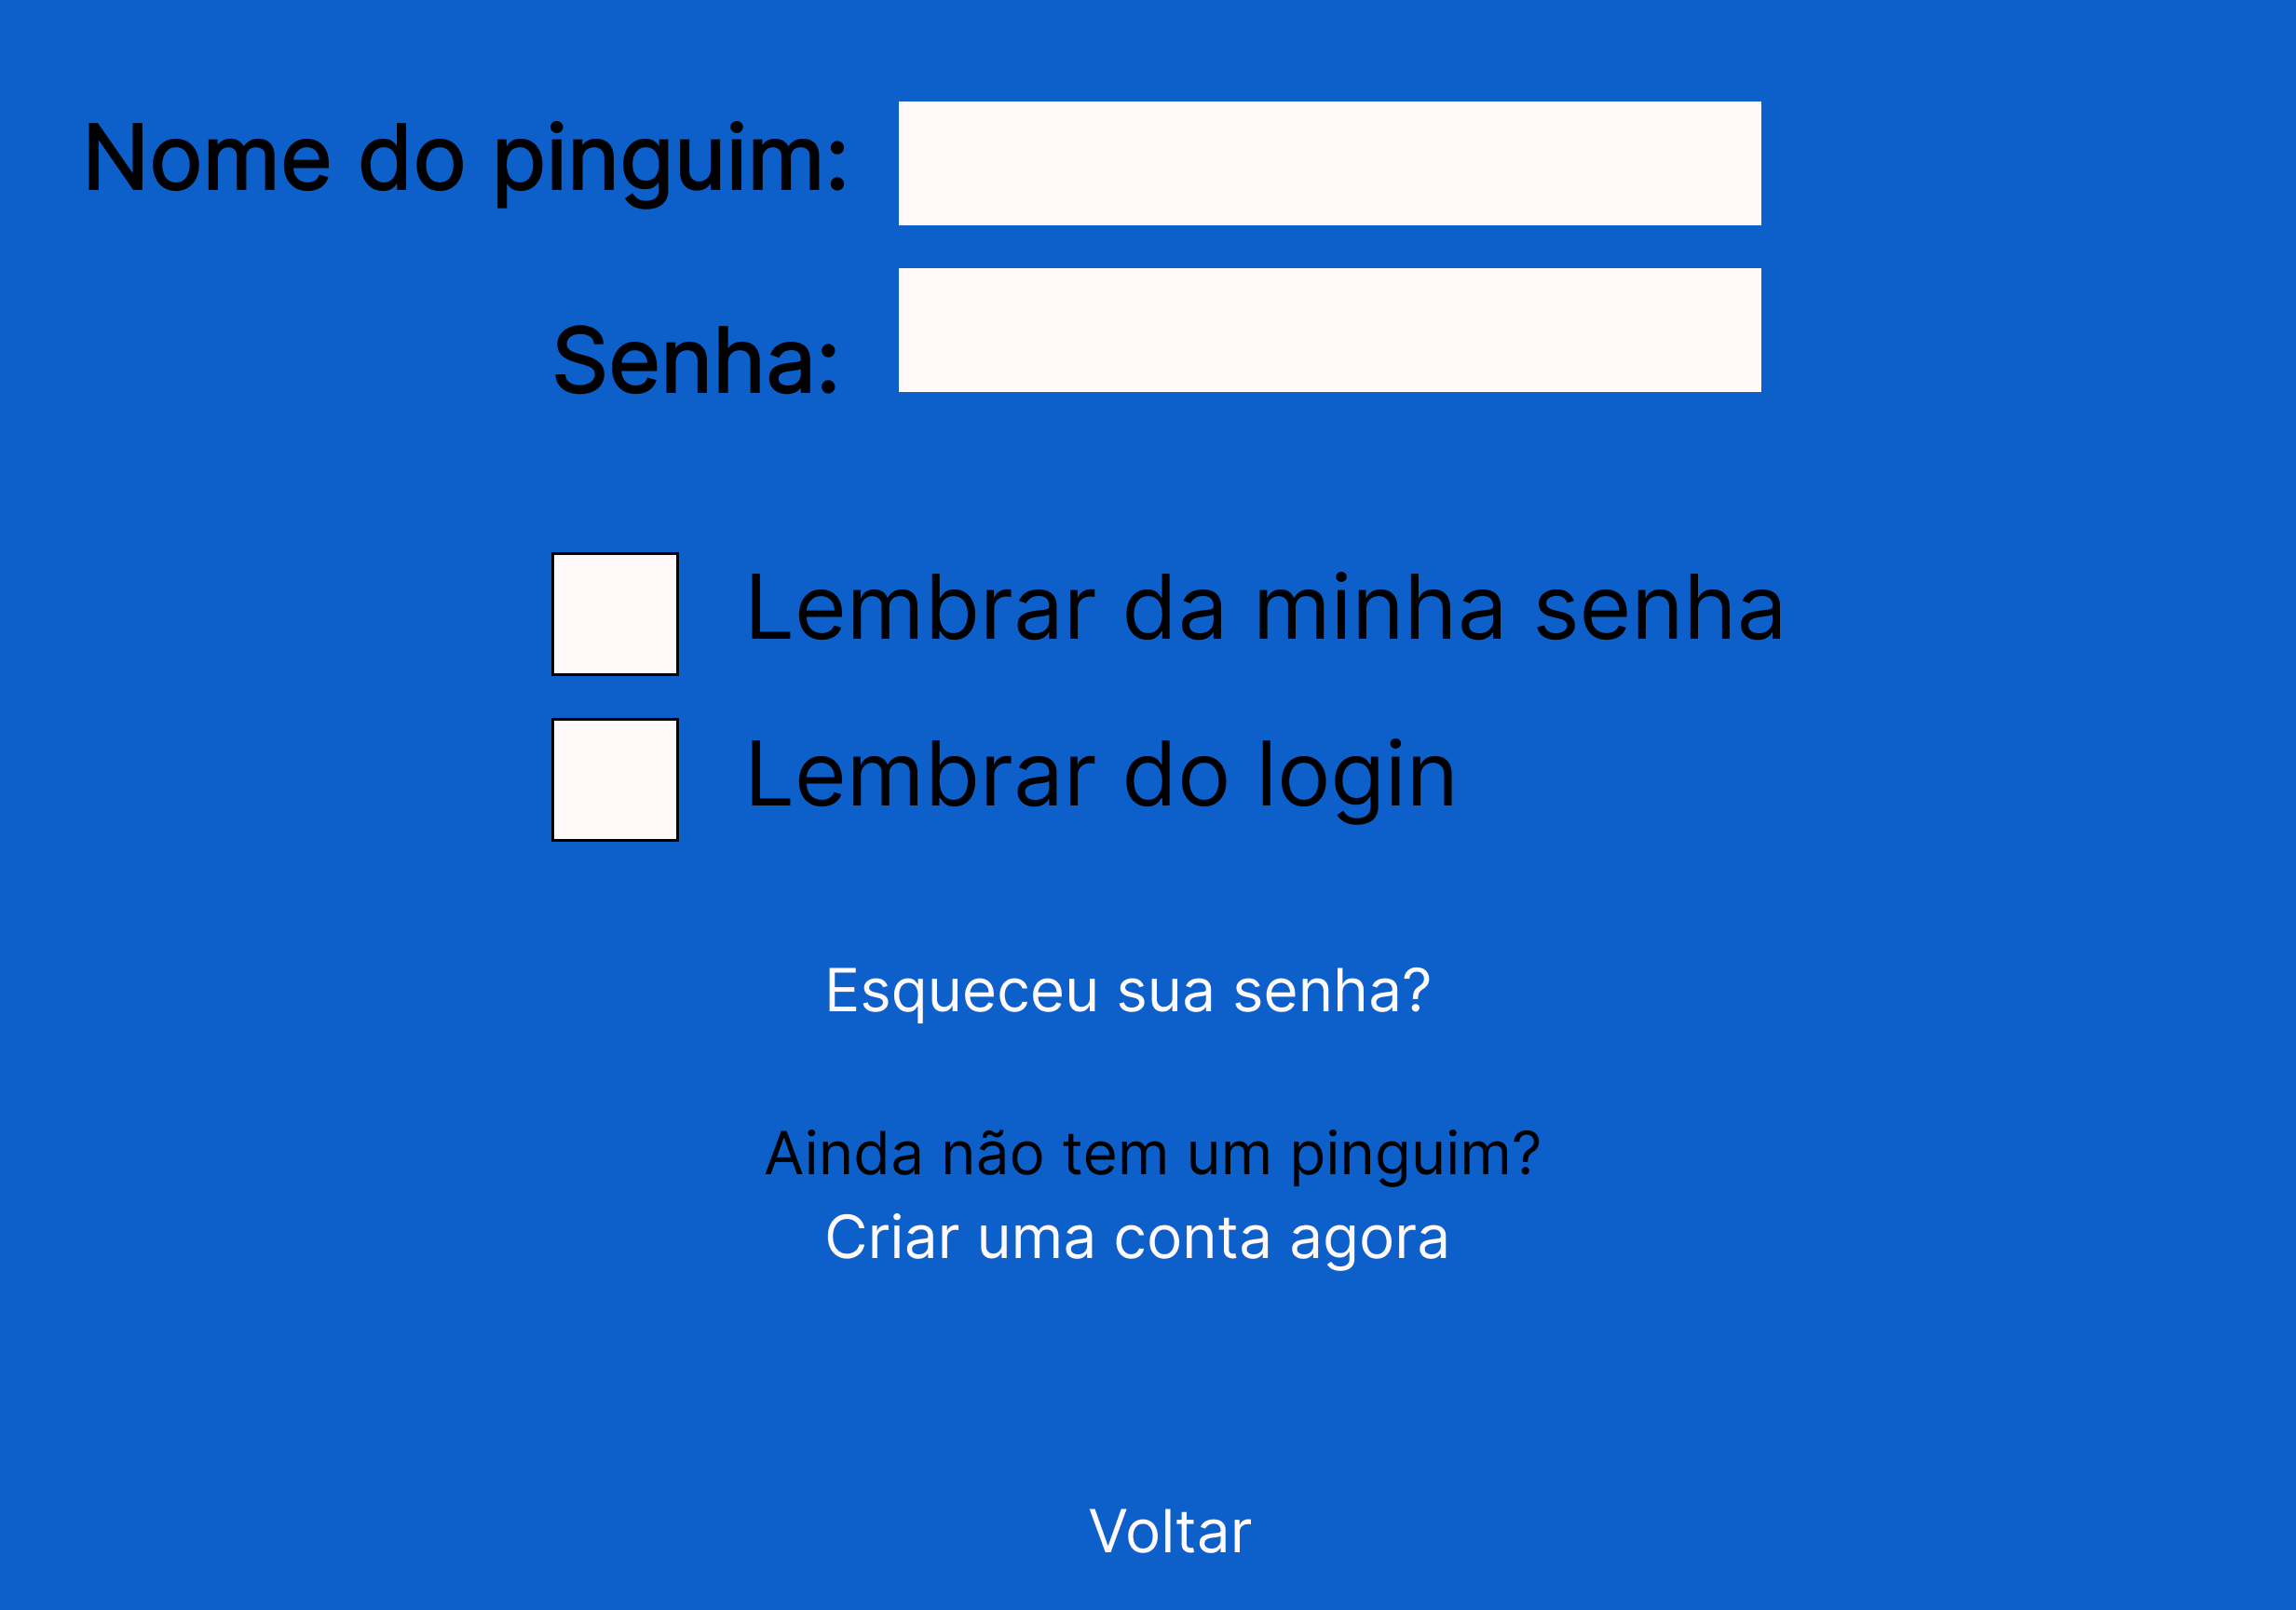 Nome do pinguim:
Senha:
Lembrar da minha senha
Lembrar do login
Esqueceu sua senha?
Ainda não tem um pinguim?
Criar uma conta agora
Voltar